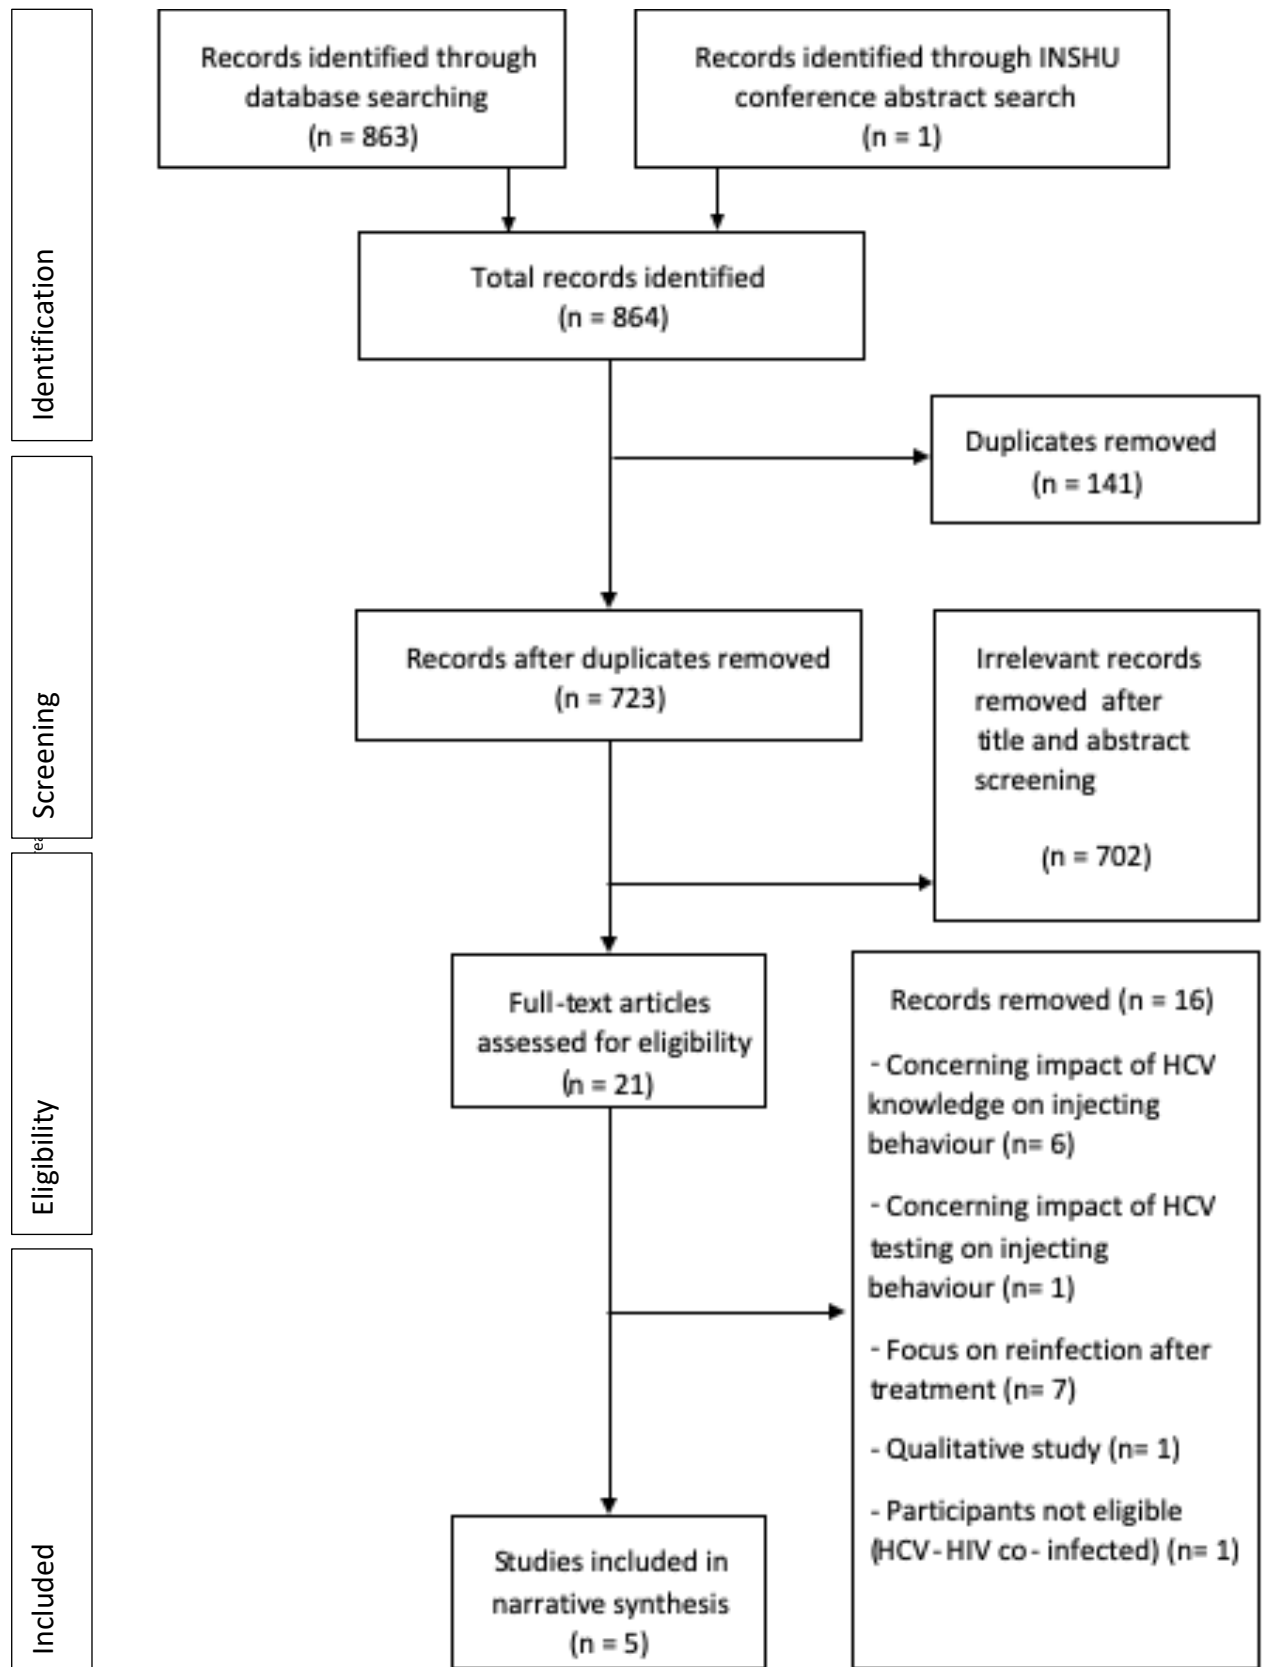 Records identified through
database searching
(n = 863)
Records identified through INSHU
conference abstract search
(n = 1)
Total records identified
(n = 864)
Identification
Duplicates removed
(n = 141)
Records after duplicates removed
(n = 723)
Irrelevant records
removed after
title and abstract
screening
(n = 702)
Screening
Full-text articles
assessed for eligibility
(n = 21)
Records removed (n = 16)
- Concerning impact of HCV
knowledge on injecting
behaviour (n= 6)
- Concerning impact of HCV
testing on injecting
behaviour (n= 1)
- Focus on reinfection after
treatment (n= 7)
- Qualitative study (n= 1)
- Participants not eligible
(HCV-HIV co-infected) (n= 1)
Eligibility
Studies included in
narrative synthesis
(n = 5)
Included